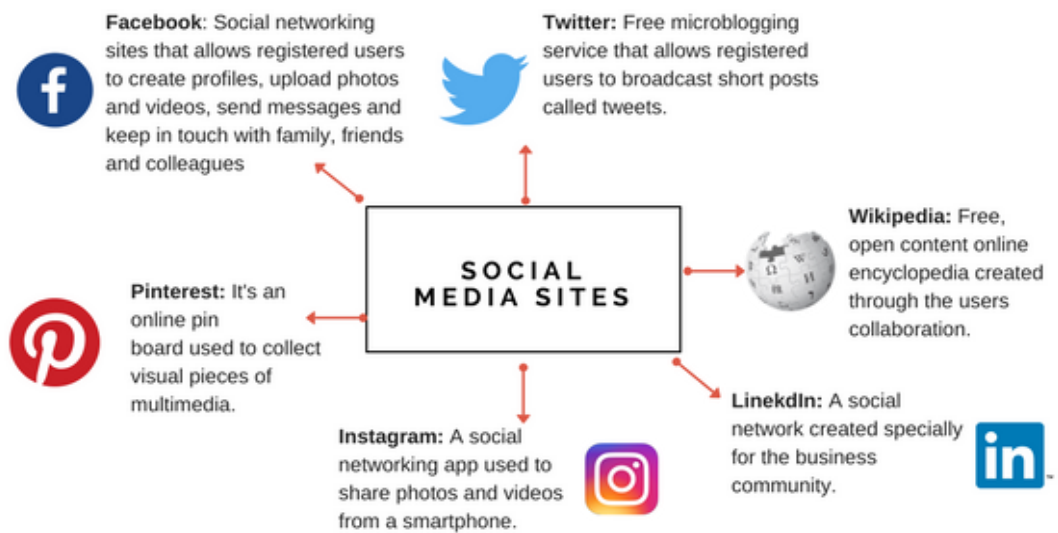 Facebook: Social networking
sites that allows registered users
to create profiles, upload photos
and videos, send messages and
keep in touch with family, friends
and colleagues
Twitter: Free microblogging
service that allows registered
users to broadcast short posts
called tweets.
SOCIAL
MEDIA SITES
Wikipedia: Free,
open content online
encyclopedia created
through the users
collaboration.
Pinterest: It's an
online pin
board used to collect
visual pieces of
multimedia.
Instagram: A social
networking app used to
share photos and videos
from a smartphone.
LinekdIn: A social
network created specially
for the business
community.
in